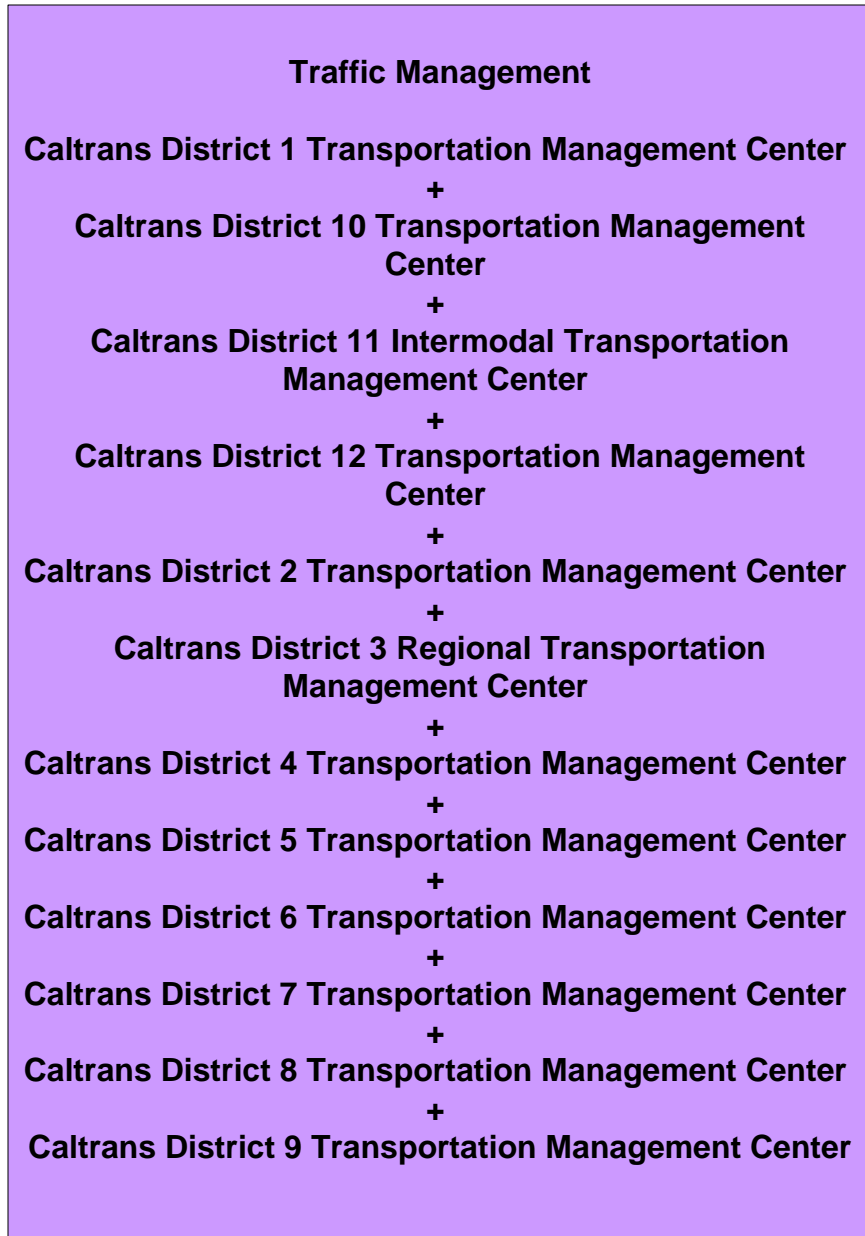 Traffic Management
Caltrans District 1 Transportation Management Center
+
Caltrans District 10 Transportation Management
Center
+
Caltrans District 11 Intermodal Transportation
Management Center
+
Caltrans District 12 Transportation Management
Center
+
Caltrans District 2 Transportation Management Center
+
Caltrans District 3 Regional Transportation
Management Center
+
Caltrans District 4 Transportation Management Center
+
Caltrans District 5 Transportation Management Center
+
Caltrans District 6 Transportation Management Center
+
Caltrans District 7 Transportation Management Center
+
Caltrans District 8 Transportation Management Center
+
Caltrans District 9 Transportation Management Center